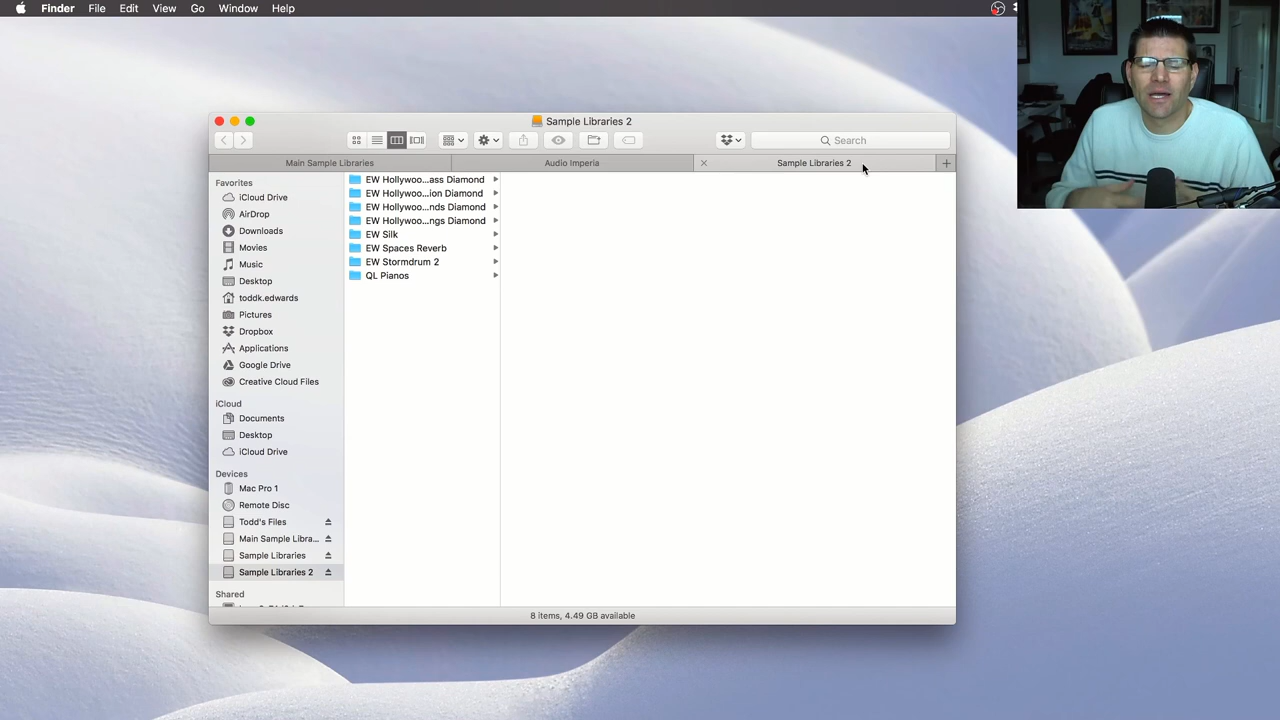 Finder File Edit View Go Window Help
Sample Libraries 2
Search
Main Sample Libraries Audio Imperia Sample Libraries 2
Favorites
iCloud Drive
AirDrop
Downloads
Movies
Music
Desktop
toddk.edwards
Pictures
Dropbox
Applications
Google Drive
Creative Cloud Files
iCloud
Documents
Desktop
iCloud Drive
Devices
Mac Pro 1
Remote Disc
Todd's Files
Main Sample Libra...
Sample Libraries
Sample Libraries 2
Shared
EW Hollywoo...ass Diamond
EW Hollywoo...ion Diamond
EW Hollywoo...nds Diamond
EW Hollywoo...ngs Diamond
EW Silk
EW Spaces Reverb
EW Stormdrum 2
QL Pianos
8 items, 4.49 GB available